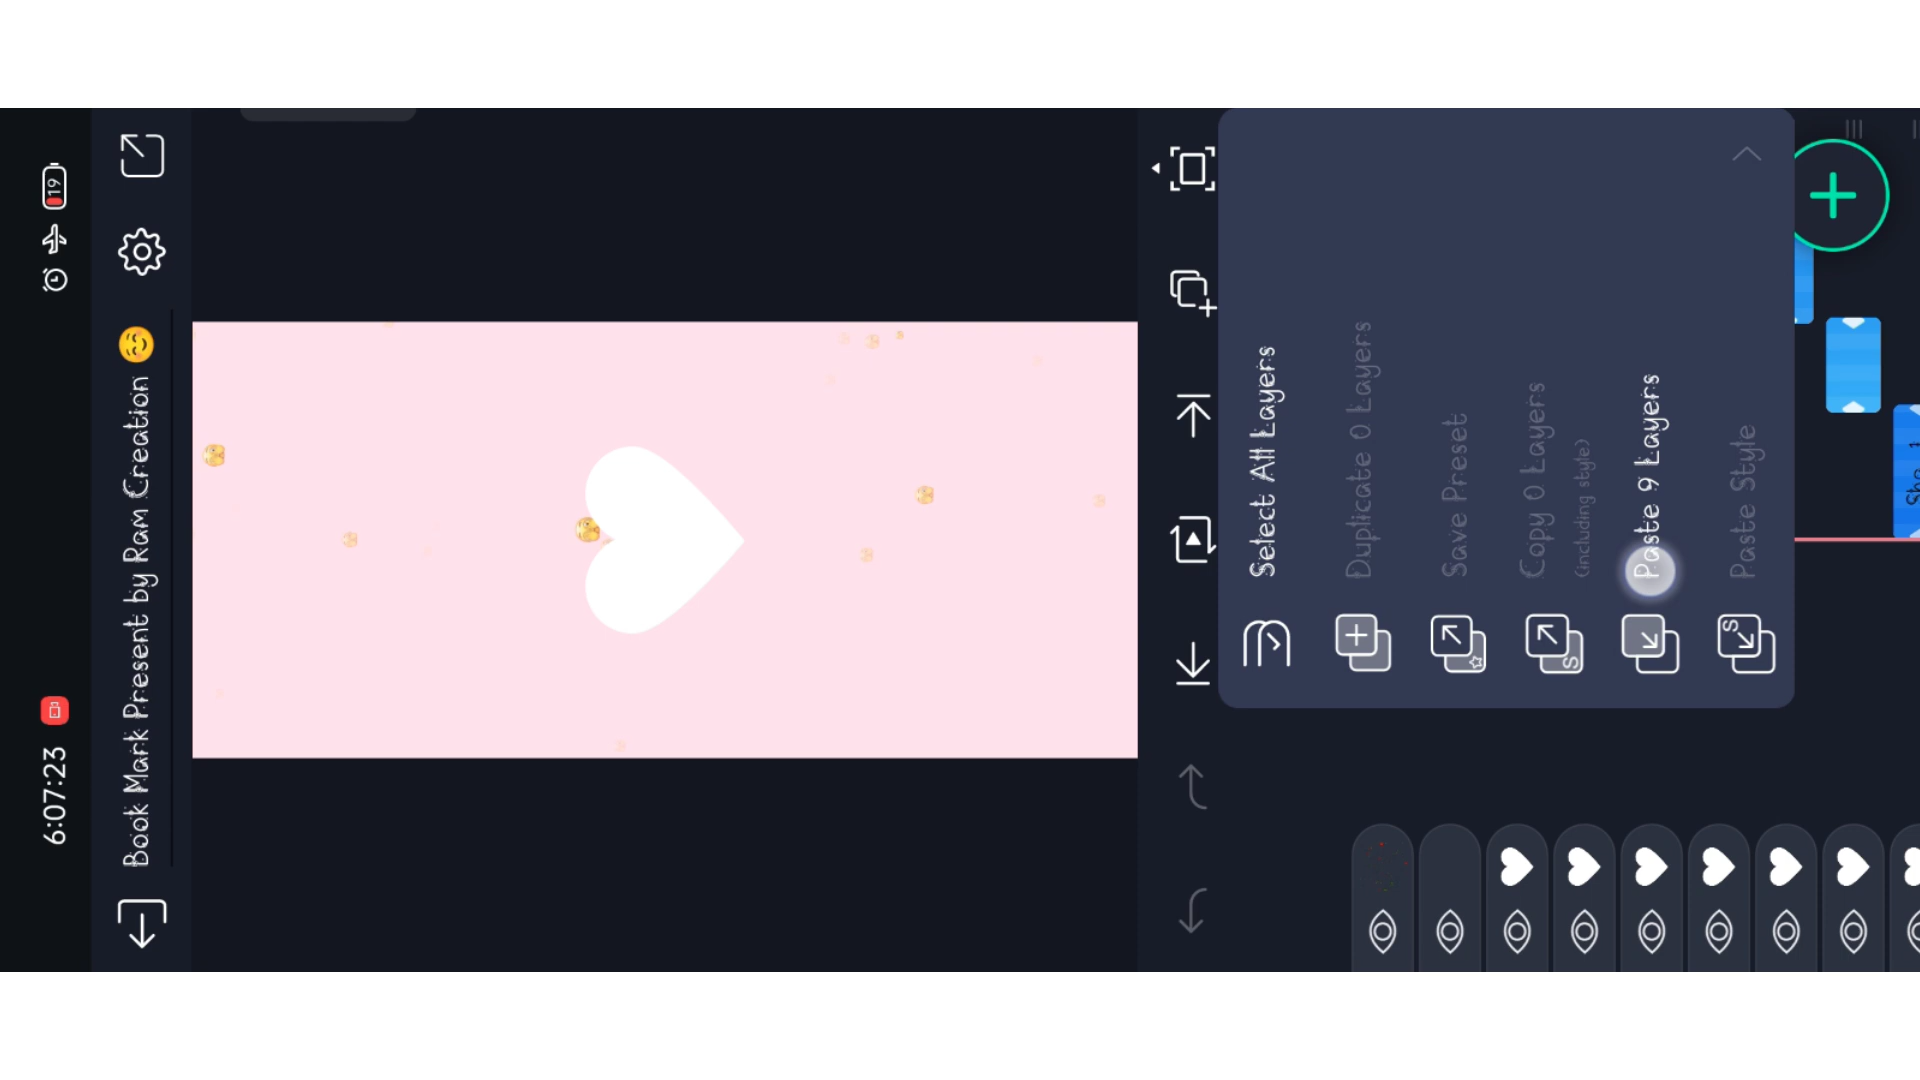 6:07:23
19
Book Mark Present by Ram Creation 😊
Select All Layers
Duplicate 0 Layers
Save Preset
S
Copy 0 Layers
(including style)
Paste 9 Layers
S
Paste Style